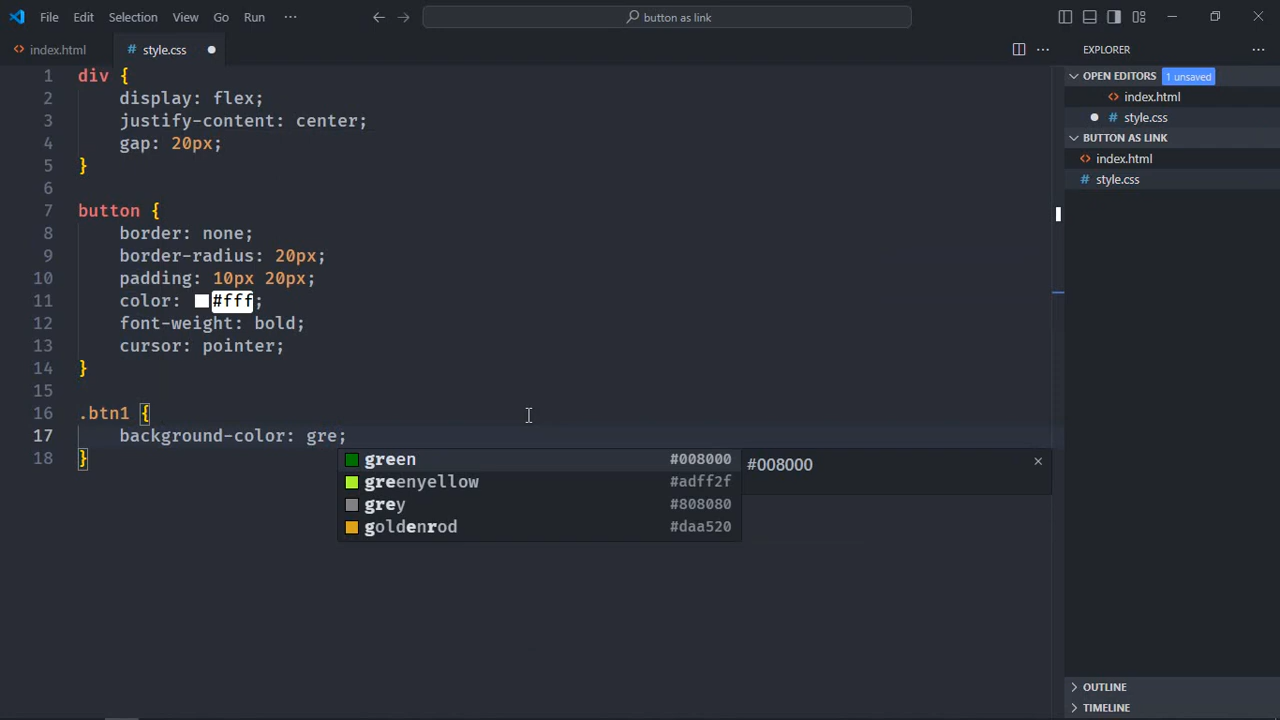 File Edit Selection View Go Run ··· ← → button as link
index.html style.css ● ···
1 div {
2 display: flex;
3 justify-content: center;
4 gap: 20px;
5 }
6
7 button {
8 border: none;
9 border-radius: 20px;
10 padding: 10px 20px;
11 color: #fff;
12 font-weight: bold;
13 cursor: pointer;
14 }
15
16 .btn1 {
17 background-color: gre;
18 }
green #008000
greenyellow #adff2f
grey #808080
goldenrod #daa520
#008000
EXPLORER ···
OPEN EDITORS 1 unsaved
index.html
# style.css
BUTTON AS LINK
index.html
# style.css
OUTLINE
TIMELINE